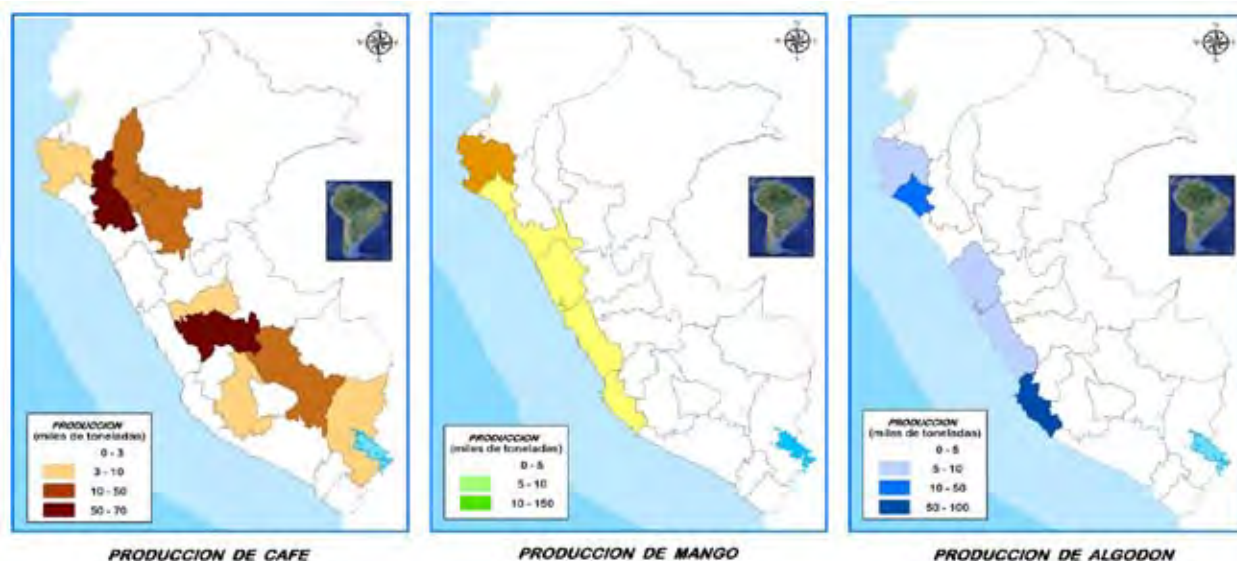 PRODUCCION
(miles de toneladas)
0 - 3
3 - 10
10 - 50
50 - 70
PRODUCCION DE CAFE
PRODUCCION
(miles de toneladas)
0 - 5
5 - 10
10 - 150
PRODUCCION DE MANGO
PRODUCCION
(miles de toneladas)
0 - 5
5 - 10
10 - 50
50 - 100
PRODUCCION DE ALGODON